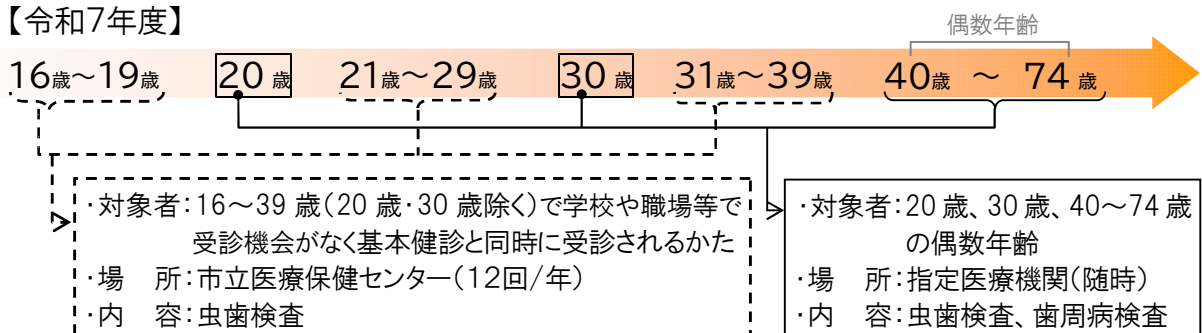 【令和7年度】
偶数年齢
16歳～19歳 20歳 21歳～29歳 30歳 31歳～39歳 40歳 ～ 74歳
・対象者：16～39歳（20歳・30歳除く）で学校や職場等で
受診機会がなく基本健診と同時に受診されるかた
・場　所：市立医療保健センター（12回/年）
・内　容：虫歯検査
・対象者：20歳、30歳、40～74歳
の偶数年齢
・場　所：指定医療機関（随時）
・内　容：虫歯検査、歯周病検査